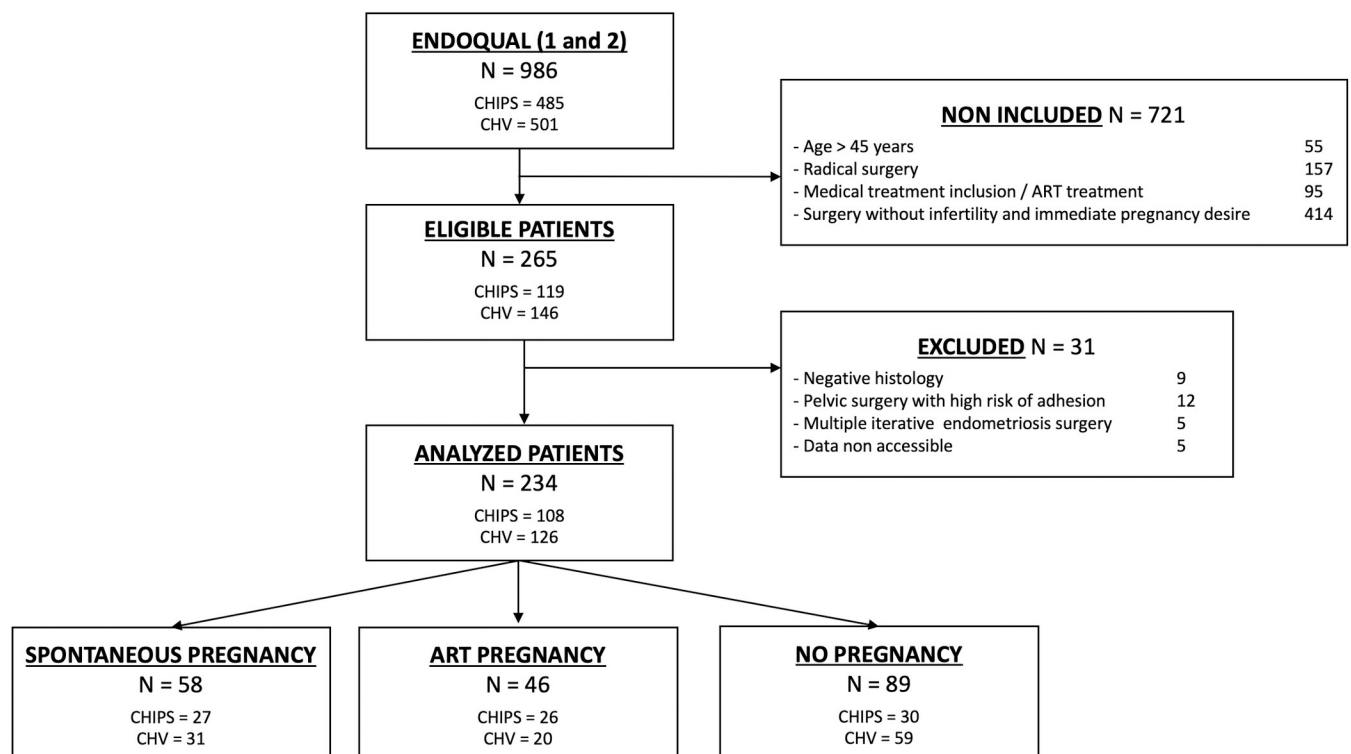 ENDOQUAL (1 and 2)
N = 986
CHIPS = 485
CHV = 501
NON INCLUDED N = 721
- Age > 45 years 55
- Radical surgery 157
- Medical treatment inclusion / ART treatment 95
- Surgery without infertility and immediate pregnancy desire 414
ELIGIBLE PATIENTS
N = 265
CHIPS = 119
CHV = 146
EXCLUDED N = 31
- Negative histology 9
- Pelvic surgery with high risk of adhesion 12
- Multiple iterative endometriosis surgery 5
- Data non accessible 5
ANALYZED PATIENTS
N = 234
CHIPS = 108
CHV = 126
SPONTANEOUS PREGNANCY
N = 58
CHIPS = 27
CHV = 31
ART PREGNANCY
N = 46
CHIPS = 26
CHV = 20
NO PREGNANCY
N = 89
CHIPS = 30
CHV = 59